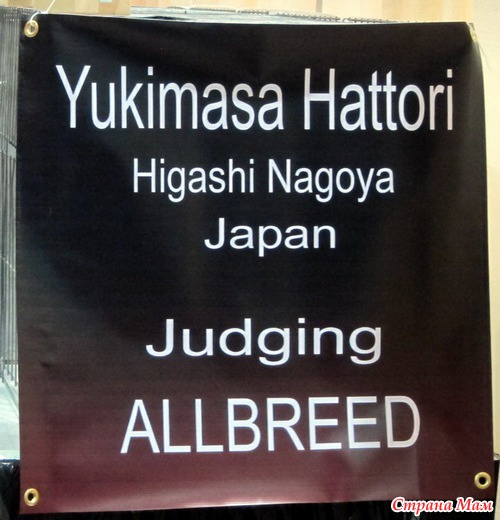 Yukimasa Hattori
Higashi Nagoya
Japan
Judging
ALLBREED
Страна Мам